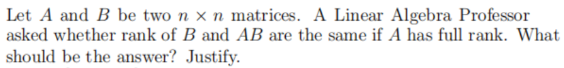 Let A and B be two n × n matrices. A Linear Algebra Professor
asked whether rank of B and AB are the same if A has full rank. What
should be the answer? Justify.